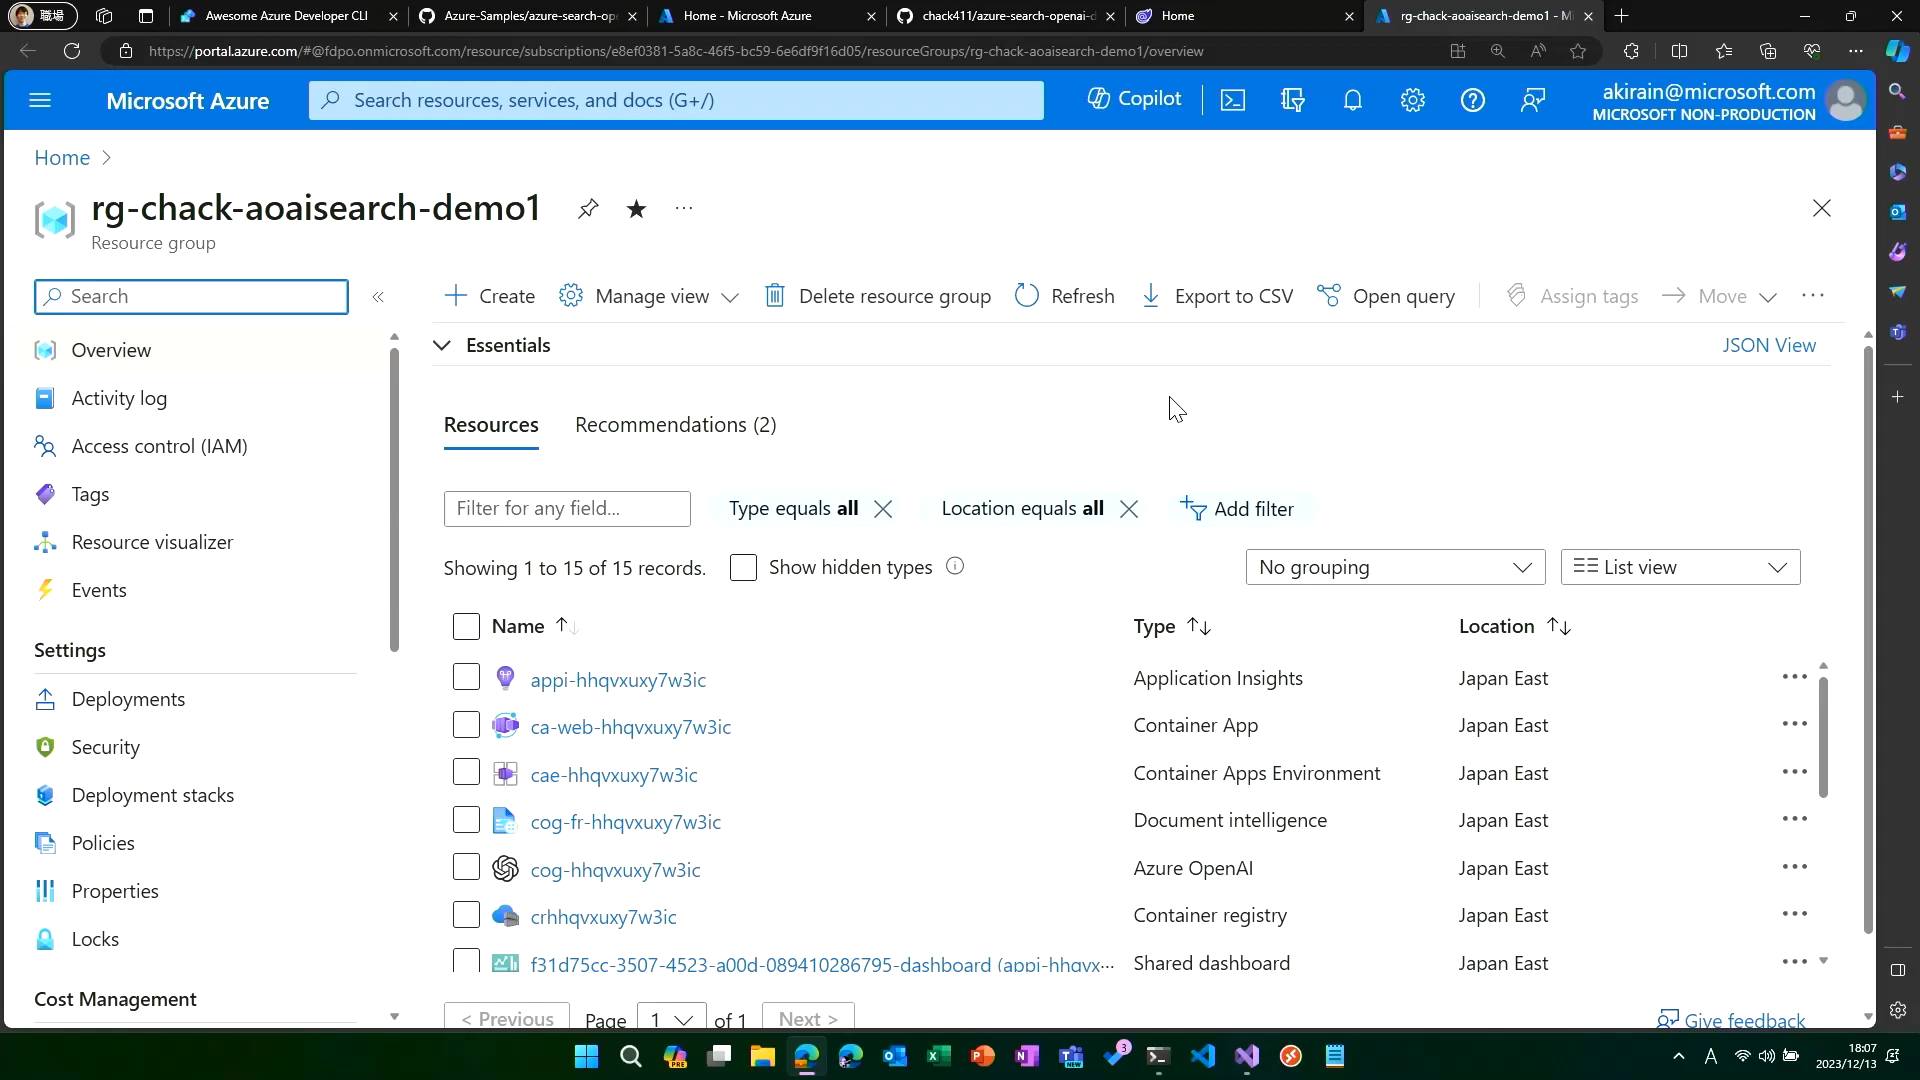 職場
Awesome Azure Developer CLI
Azure-Samples/azure-search-op
Home - Microsoft Azure
chack411/azure-search-openai-d
Home
rg-chack-aoaisearch-demo1 - Mi
https://portal.azure.com/#@fdpo.onmicrosoft.com/resource/subscriptions/e8ef0381-5a8c-46f5-bc59-6e6df9f16d05/resourceGroups/rg-chack-aoaisearch-demo1/overview
Microsoft Azure
Search resources, services, and docs (G+/)
Copilot
akirain@microsoft.com
MICROSOFT NON-PRODUCTION
Home
rg-chack-aoaisearch-demo1
Resource group
Search
Create
Manage view
Delete resource group
Refresh
Export to CSV
Open query
Assign tags
Move
Overview
Activity log
Access control (IAM)
Tags
Resource visualizer
Events
Settings
Deployments
Security
Deployment stacks
Policies
Properties
Locks
Cost Management
Essentials
JSON View
Resources
Recommendations (2)
Filter for any field...
Type equals all
Location equals all
Add filter
Showing 1 to 15 of 15 records.
Show hidden types
No grouping
List view
Name
Type
Location
appi-hhqvxuxy7w3ic
Application Insights
Japan East
ca-web-hhqvxuxy7w3ic
Container App
Japan East
cae-hhqvxuxy7w3ic
Container Apps Environment
Japan East
cog-fr-hhqvxuxy7w3ic
Document intelligence
Japan East
cog-hhqvxuxy7w3ic
Azure OpenAI
Japan East
crhhqvxuxy7w3ic
Container registry
Japan East
f31d75cc-3507-4523-a00d-089410286795-dashboard (appi-hhqvx...
Shared dashboard
Japan East
< Previous
Page
1
of 1
Next >
Give feedback
PRE
NEW
3
A
18:07
2023/12/13